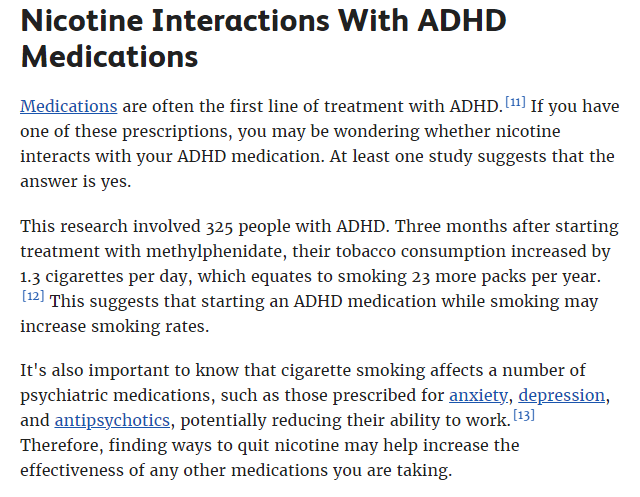 Nicotine Interactions With ADHD
Medications
Medications are often the first line of treatment with ADHD.[11] If you have
one of these prescriptions, you may be wondering whether nicotine
interacts with your ADHD medication. At least one study suggests that the
answer is yes.
This research involved 325 people with ADHD. Three months after starting
treatment with methylphenidate, their tobacco consumption increased by
1.3 cigarettes per day, which equates to smoking 23 more packs per year.
[12] This suggests that starting an ADHD medication while smoking may
increase smoking rates.
It's also important to know that cigarette smoking affects a number of
psychiatric medications, such as those prescribed for anxiety, depression,
and antipsychotics, potentially reducing their ability to work.[13]
Therefore, finding ways to quit nicotine may help increase the
effectiveness of any other medications you are taking.